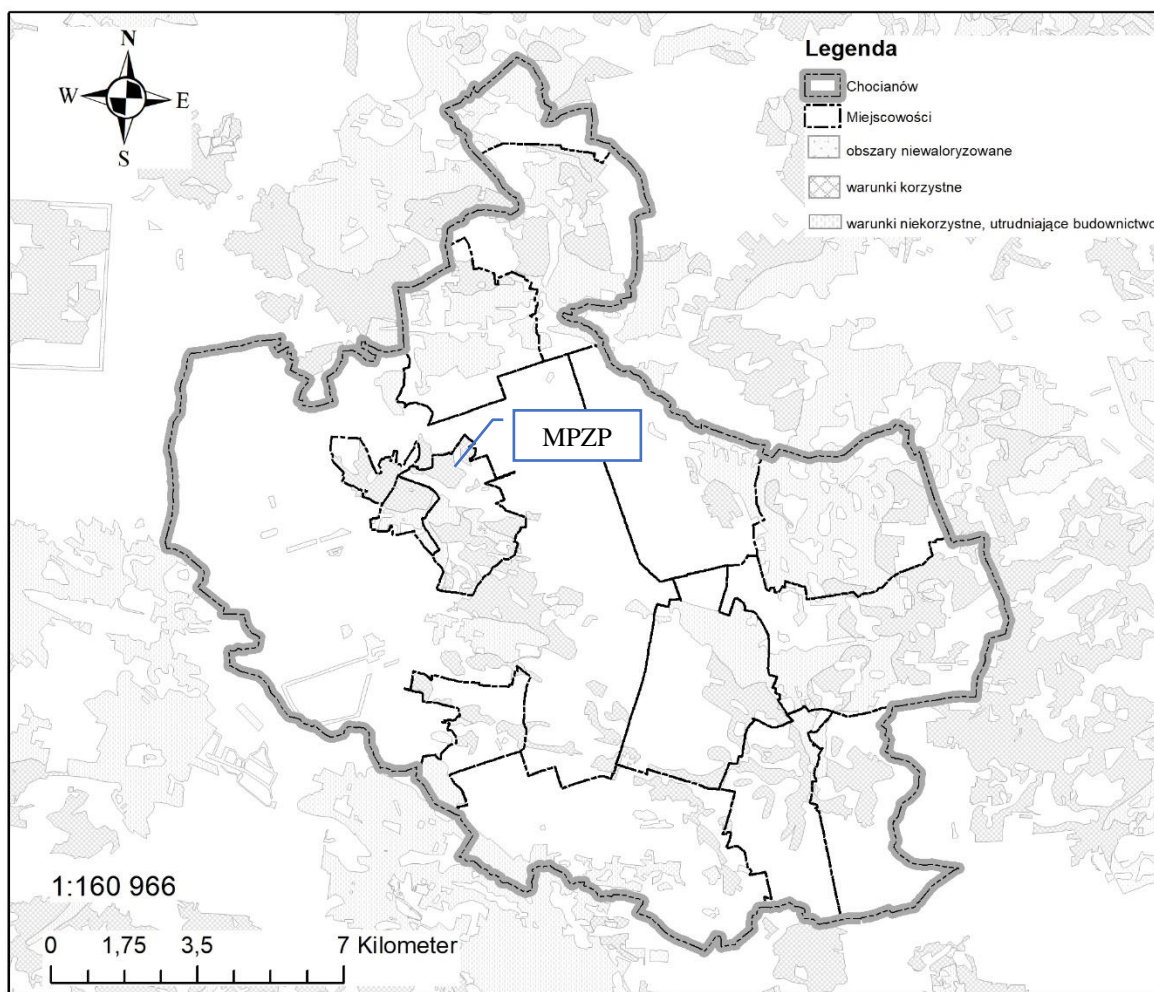 N
W E
S
Legenda
Chocianów
Miejscowości
obszary niewaloryzowane
warunki korzystne
warunki niekorzystne, utrudniające budownictwo
MPZP
1:160 966
0 1,75 3,5 7 Kilometer